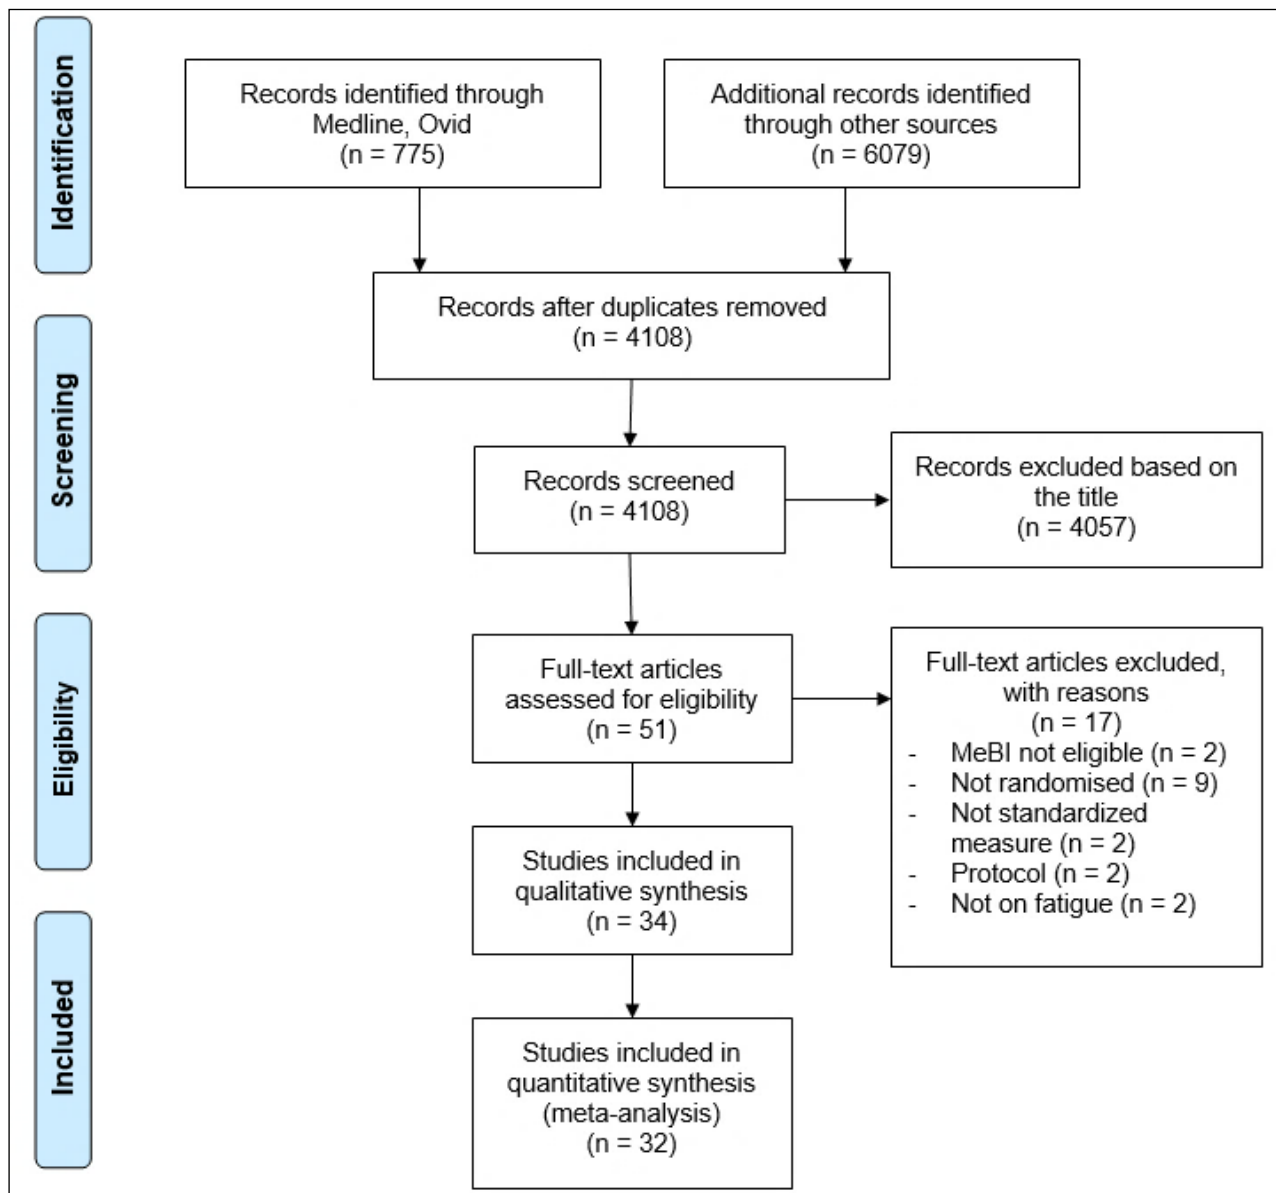 Identification
Records identified through
Medline, Ovid
(n = 775)
Additional records identified
through other sources
(n = 6079)
Records after duplicates removed
(n = 4108)
Screening
Records screened
(n = 4108)
Records excluded based on
the title
(n = 4057)
Eligibility
Full-text articles
assessed for eligibility
(n = 51)
Full-text articles excluded,
with reasons
(n = 17)
- MeBI not eligible (n = 2)
- Not randomised (n = 9)
- Not standardized
measure (n = 2)
- Protocol (n = 2)
- Not on fatigue (n = 2)
Studies included in
qualitative synthesis
(n = 34)
Included
Studies included in
quantitative synthesis
(meta-analysis)
(n = 32)